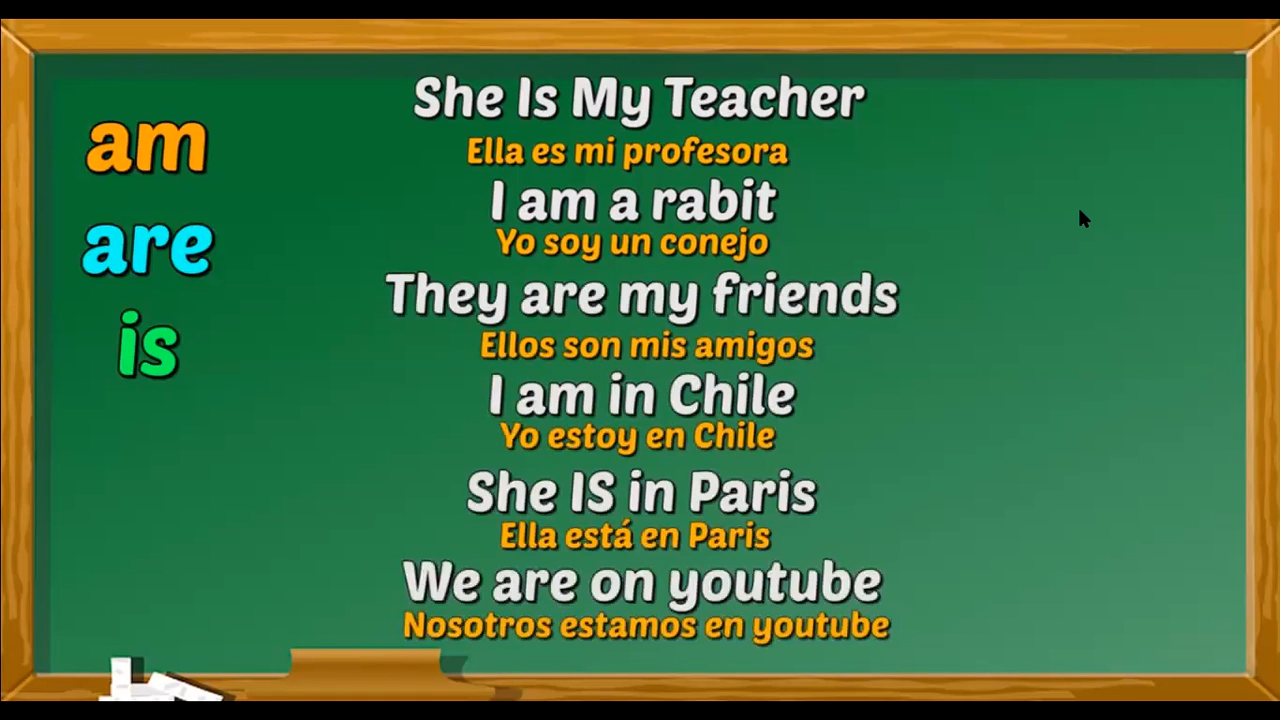 am
are
is
She Is My Teacher
Ella es mi profesora
I am a rabit
Yo soy un conejo
They are my friends
Ellos son mis amigos
I am in Chile
Yo estoy en Chile
She IS in Paris
Ella está en Paris
We are on youtube
Nosotros estamos en youtube